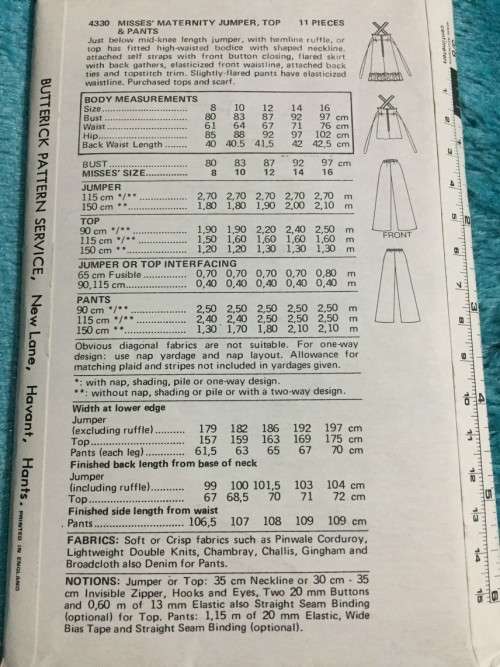 4330 MISSES' MATERNITY JUMPER, TOP 11 PIECES
& PANTS
Just below mid-knee length jumper, with hemline ruffle, or
top has fitted high-waisted bodice with shaped neckline,
attached self straps with front button closing, flared skirt
with back gathers, elasticized front waistline, attached back
ties and topstitch trim. Slightly-flared pants have elasticized
waistline. Purchased tops and scarf.
BODY MEASUREMENTS
Size 8 10 12 14 16
Bust 80 83 87 92 97 cm
Waist 61 64 67 71 76 cm
Hip 85 88 92 97 102 cm
Back Waist Length 40 40.5 41,5 42 42,5 cm
BUST 80 83 87 92 97 cm
MISSES' SIZE 8 10 12 14 16
JUMPER
115 cm */** 2,70 2,70 2,70 2,70 2,70 m
150 cm ** 1,80 1,80 1,90 2,00 2,10 m
TOP
90 cm */** 1,90 1,90 2,20 2,40 2,50 m
115 cm */** 1,50 1,60 1,60 1,60 1,60 m
150 cm ** 1,20 1,20 1,30 1,30 1,30 m
JUMPER OR TOP INTERFACING
65 cm Fusible 0,70 0,70 0,70 0,70 0,80 m
90,115 cm 0,40 0,40 0,40 0,40 0,40 m
PANTS
90 cm */** 2,50 2,50 2,50 2,50 2,50 m
115 cm */** 2,40 2,40 2,50 2,50 2,50 m
150 cm ** 1,30 1,70 1,80 2,10 2,10 m
Obvious diagonal fabrics are not suitable. For one-way
design: use nap yardage and nap layout. Allowance for
matching plaid and stripes not included in yardages given.
*: with nap, shading, pile or one-way design.
**: without nap, shading or pile or with a two-way design.
Width at lower edge
Jumper
(excluding ruffle) 179 182 186 192 197 cm
Top 157 159 163 169 175 cm
Pants (each leg) 61,5 63 65 67 70 cm
Finished back length from base of neck
Jumper
(including ruffle) 99 100 101,5 103 104 cm
Top 67 68,5 70 71 72 cm
Finished side length from waist
Pants 106,5 107 108 109 109 cm
FABRICS: Soft or Crisp fabrics such as Pinwale Corduroy,
Lightweight Double Knits, Chambray, Challis, Gingham and
Broadcloth also Denim for Pants.
NOTIONS: Jumper or Top: 35 cm Neckline or 30 cm - 35
cm Invisible Zipper, Hooks and Eyes, Two 20 mm Buttons
and 0,60 m of 13 mm Elastic also Straight Seam Binding
(optional) for Top. Pants: 1,15 m of 20 mm Elastic, Wide
Bias Tape and Straight Seam Binding (optional).
FRONT
BUTTERICK PATTERN SERVICE, New Lane, Havant, Hants. PRINTED IN ENGLAND